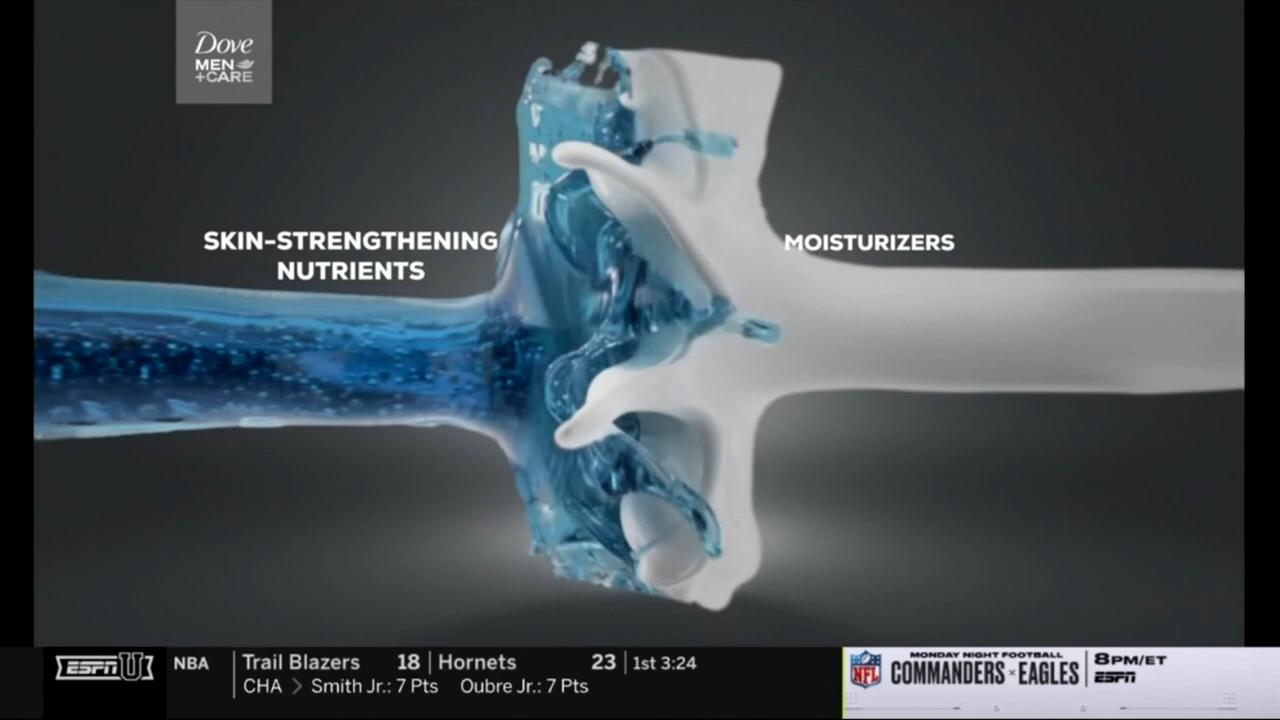 Dove
MEN
+CARE
SKIN-STRENGTHENING
NUTRIENTS
MOISTURIZERS
ESPNU
NBA
Trail Blazers 18
Hornets 23
1st 3:24
CHA > Smith Jr.: 7 Pts Oubre Jr.: 7 Pts
NFL
MONDAY NIGHT FOOTBALL
COMMANDERS × EAGLES
8PM/ET
ESPN